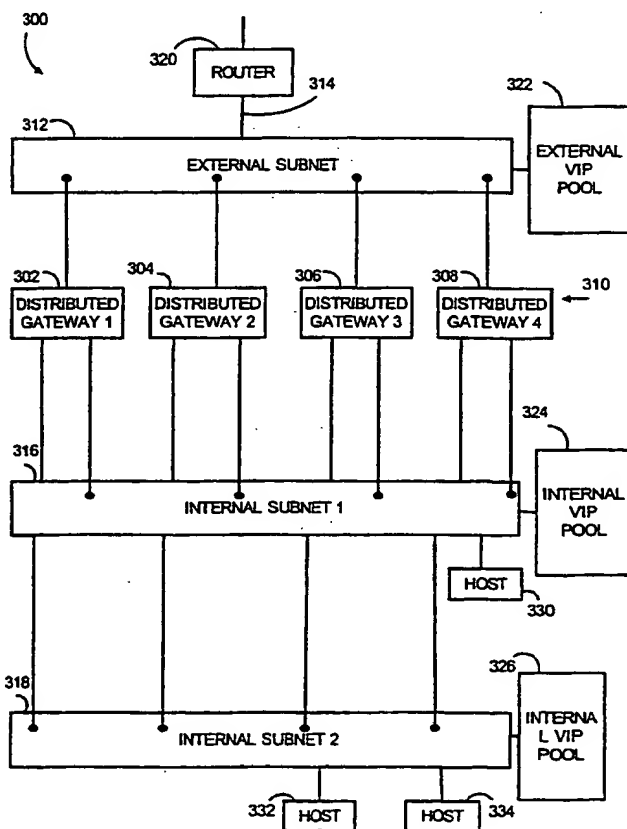 300
320
ROUTER
314
312
322
EXTERNAL SUBNET
EXTERNAL
VIP
POOL
302
304
306
308
310
DISTRIBUTED
GATEWAY 1
DISTRIBUTED
GATEWAY 2
DISTRIBUTED
GATEWAY 3
DISTRIBUTED
GATEWAY 4
324
316
INTERNAL SUBNET 1
INTERNAL
VIP
POOL
HOST
330
326
318
INTERNAL SUBNET 2
INTERNA
L VIP
POOL
332
HOST
HOST
334